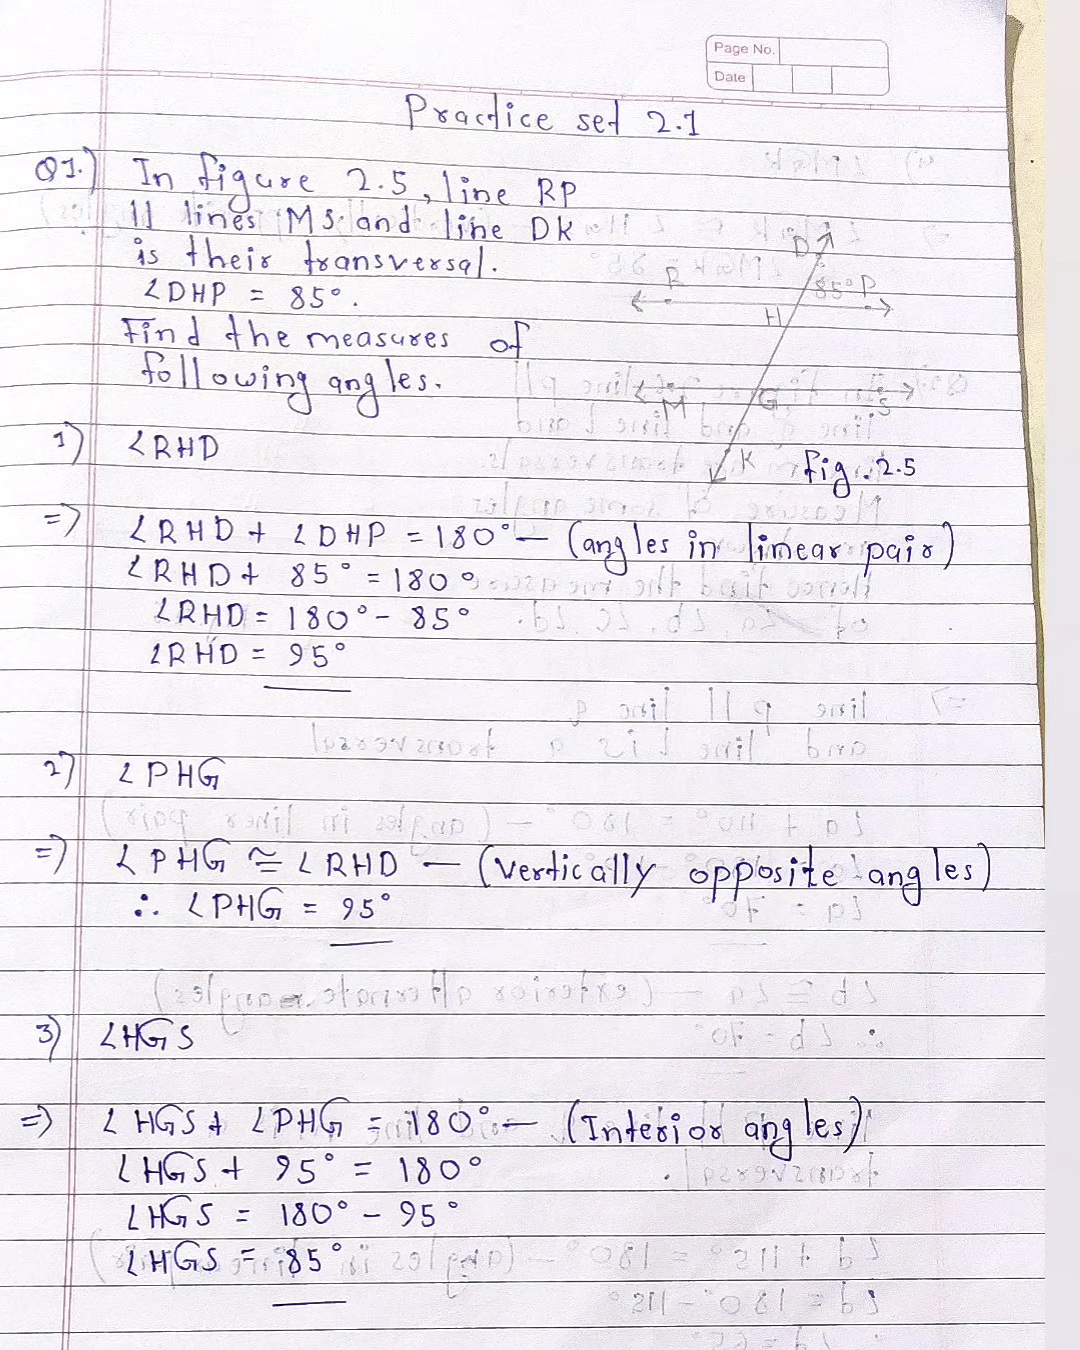 Page No.
Date
Practice set 2.1
Q1.) In figure 2.5, line RP
|| lines MS and line DK
is their transversal.
∠DHP = 85°.
Find the measures of
following angles.
D
R
85° P
H
M
G
S
K
fig. 2.5
1) ∠RHD
=> ∠RHD + ∠DHP = 180° — (angles in linear pair)
∠RHD + 85° = 180°
∠RHD = 180° - 85°
∠RHD = 95°
2) ∠PHG
=> ∠PHG ≅ ∠RHD — (vertically opposite angles)
∴ ∠PHG = 95°
3) ∠HGS
=> ∠HGS + ∠PHG = 180° — (Interior angles)
∠HGS + 95° = 180°
∠HGS = 180° - 95°
∠HGS = 85°